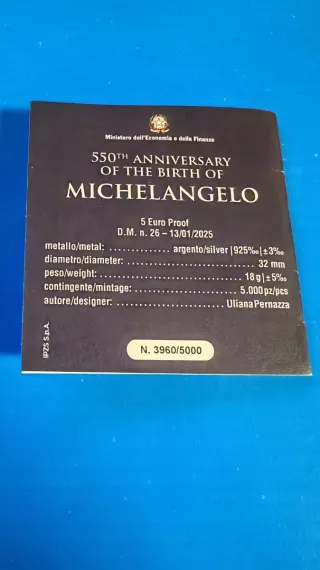 Ministero dell'Economia e delle Finanze
550TH ANNIVERSARY
OF THE BIRTH OF
MICHELANGELO
5 Euro Proof
D.M. n. 26 – 13/01/2025
metallo/metal: .............. argento/silver | 925‰ | ±3‰
diametro/diameter: .............................. 32 mm
peso/weight: .............................. 18 g | ±5‰
contingente/mintage: ..................... 5.000 pz/pcs
autore/designer: ........................ Uliana Pernazza
N. 3960/5000
IPZS S.p.A.